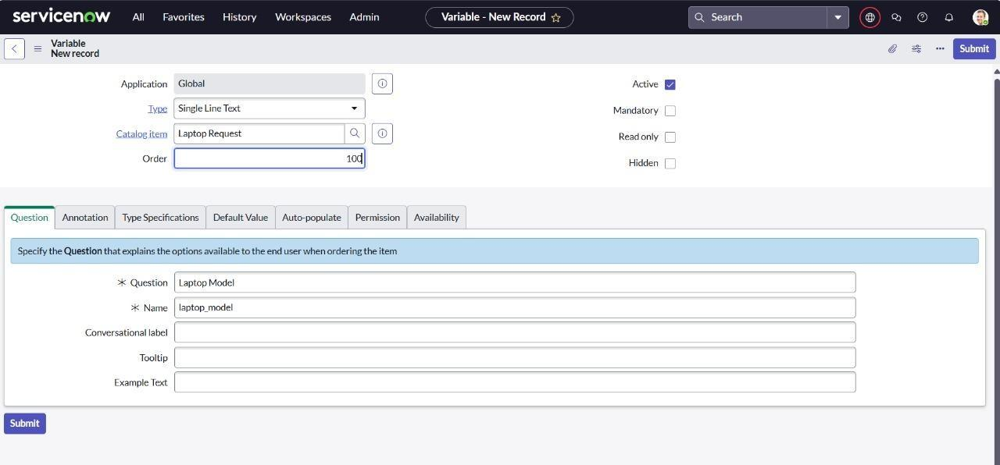 servicenow All Favorites History Workspaces Admin Variable - New Record Search
Variable
New record
Submit
Application Global
Active
Type Single Line Text
Mandatory
Catalog item Laptop Request
Read only
Order 100
Hidden
Question Annotation Type Specifications Default Value Auto-populate Permission Availability
Specify the Question that explains the options available to the end user when ordering the item
Question Laptop Model
Name laptop_model
Conversational label
Tooltip
Example Text
Submit